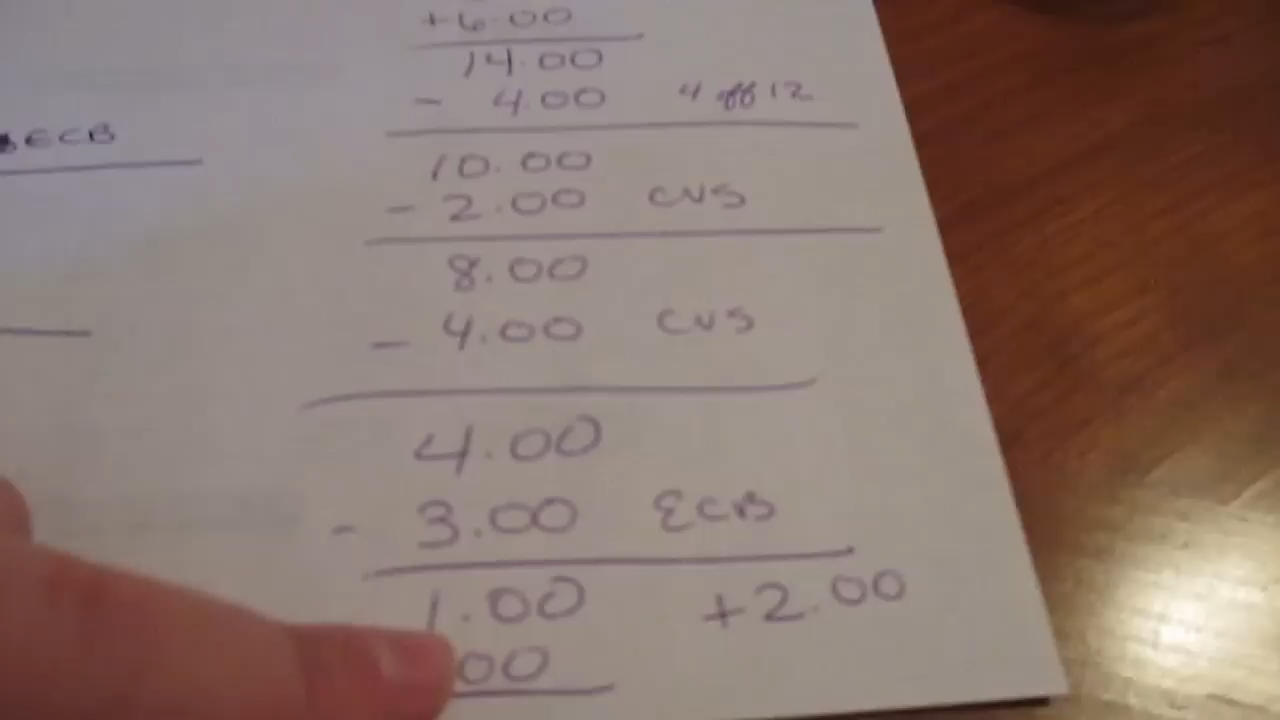 +6.00
14.00
- 4.00 4 off 12
ECB
10.00
- 2.00 CVS
8.00
- 4.00 CVS
4.00
- 3.00 ECB
1.00 +2.00
00